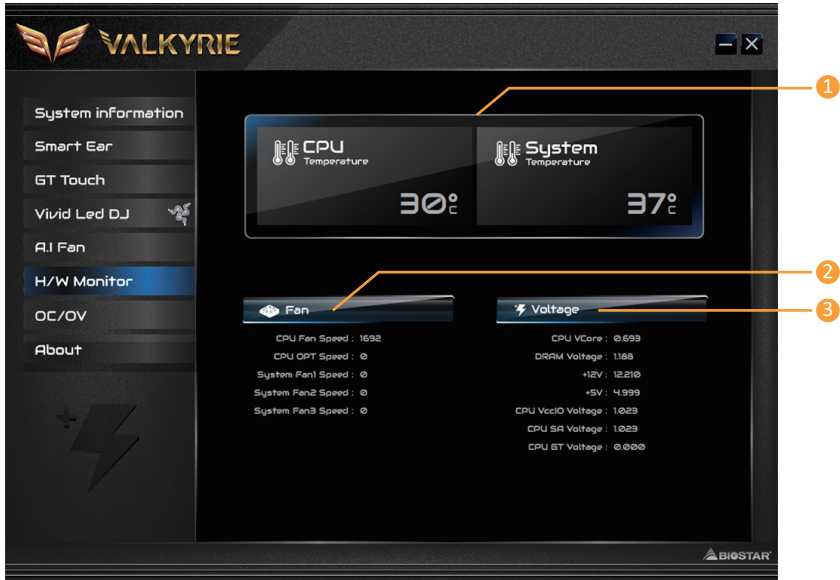 VALKYRIE
System information
Smart Ear
GT Touch
Vivid Led DJ
A.I Fan
H/W Monitor
OC/OV
About
CPU
Temperature
30°C
System
Temperature
37°C
1
2
3
Fan
CPU Fan Speed : 1692
CPU OPT Speed : 0
System Fan1 Speed : 0
System Fan2 Speed : 0
System Fan3 Speed : 0
Voltage
CPU VCore : 0.693
DRAM Voltage : 1.188
+12V : 12.210
+5V : 4.999
CPU VccIO Voltage : 1.023
CPU SA Voltage : 1.023
CPU GT Voltage : 0.000
BIOSTAR